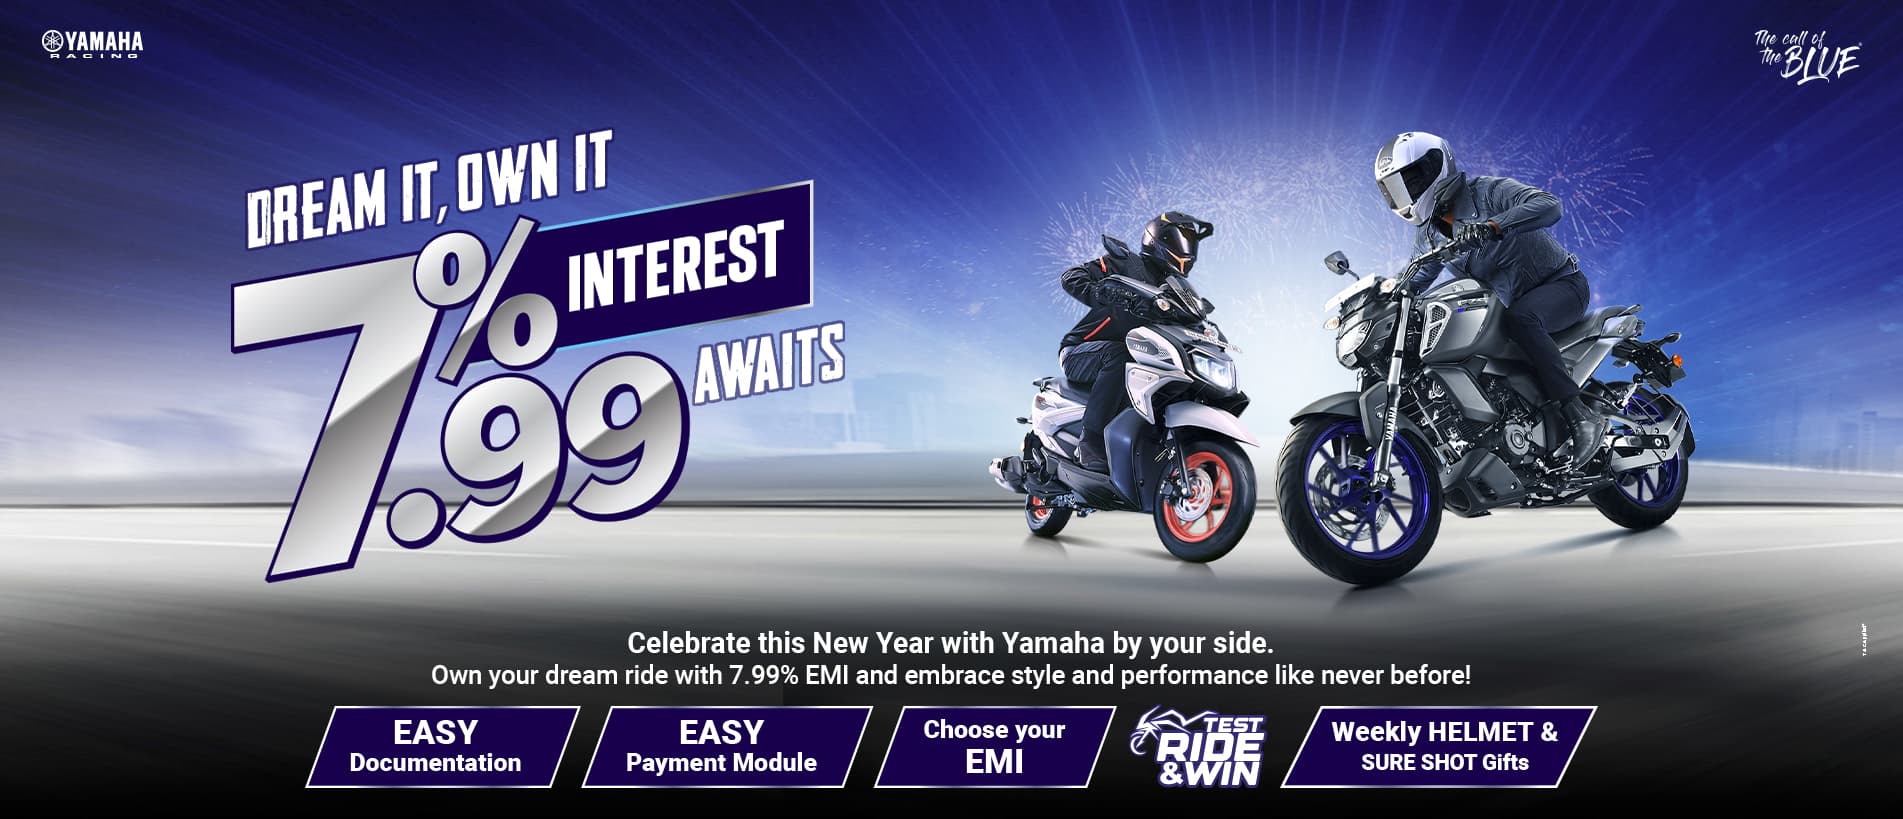 YAMAHA
RACING
The call of
the BLUE
DREAM IT, OWN IT
7.99% INTEREST
AWAITS
YAMAHA
YAMAHA
Celebrate this New Year with Yamaha by your side.
Own your dream ride with 7.99% EMI and embrace style and performance like never before!
EASY
Documentation
EASY
Payment Module
Choose your
EMI
TEST
RIDE
&WIN
Weekly HELMET &
SURE SHOT Gifts